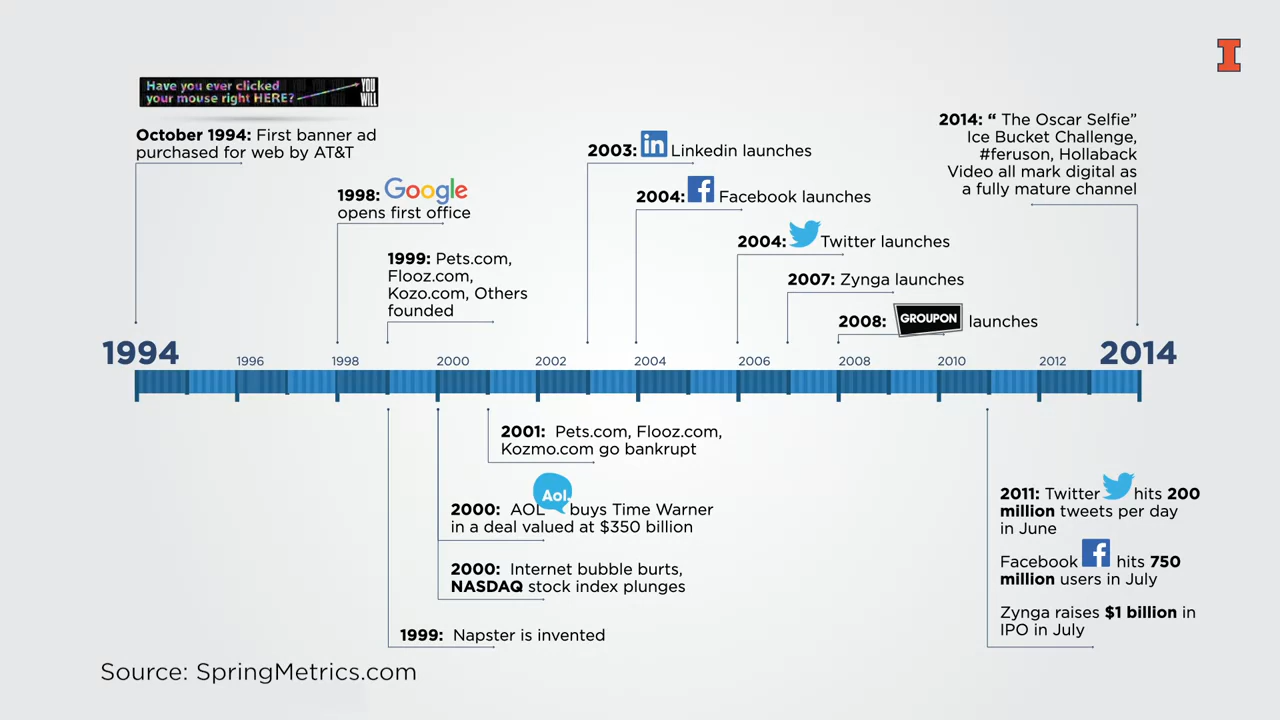 Have you ever clicked
your mouse right HERE?
YOU
WILL
October 1994: First banner ad
purchased for web by AT&T
1998: Google
opens first office
1999: Pets.com,
Flooz.com,
Kozo.com, Others
founded
2003: in Linkedin launches
2004: f Facebook launches
2004: Twitter launches
2007: Zynga launches
2008: GROUPON launches
2014: “ The Oscar Selfie”
Ice Bucket Challenge,
#feruson, Hollaback
Video all mark digital as
a fully mature channel
I
1994 1996 1998 2000 2002 2004 2006 2008 2010 2012 2014
2001: Pets.com, Flooz.com,
Kozmo.com go bankrupt
2000: AOL Aol. buys Time Warner
in a deal valued at $350 billion
2000: Internet bubble bursts,
NASDAQ stock index plunges
1999: Napster is invented
2011: Twitter hits 200
million tweets per day
in June
Facebook f hits 750
million users in July
Zynga raises $1 billion in
IPO in July
Source: SpringMetrics.com